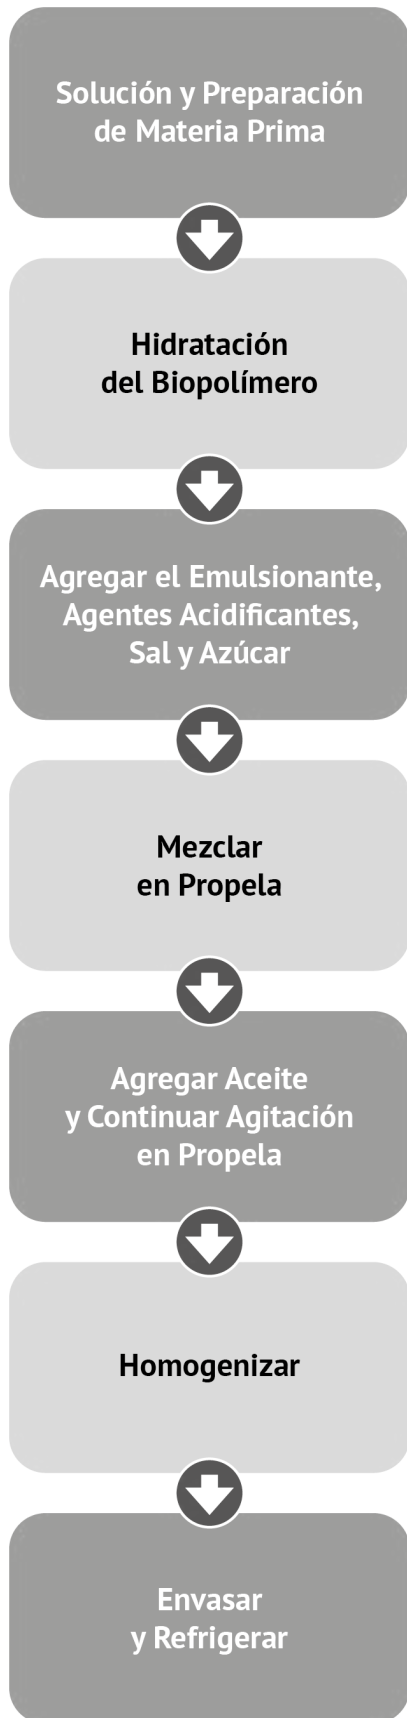 Solución y Preparación
de Materia Prima
Hidratación
del Biopolímero
Agregar el Emulsionante,
Agentes Acidificantes,
Sal y Azúcar
Mezclar
en Propela
Agregar Aceite
y Continuar Agitación
en Propela
Homogenizar
Envasar
y Refrigerar